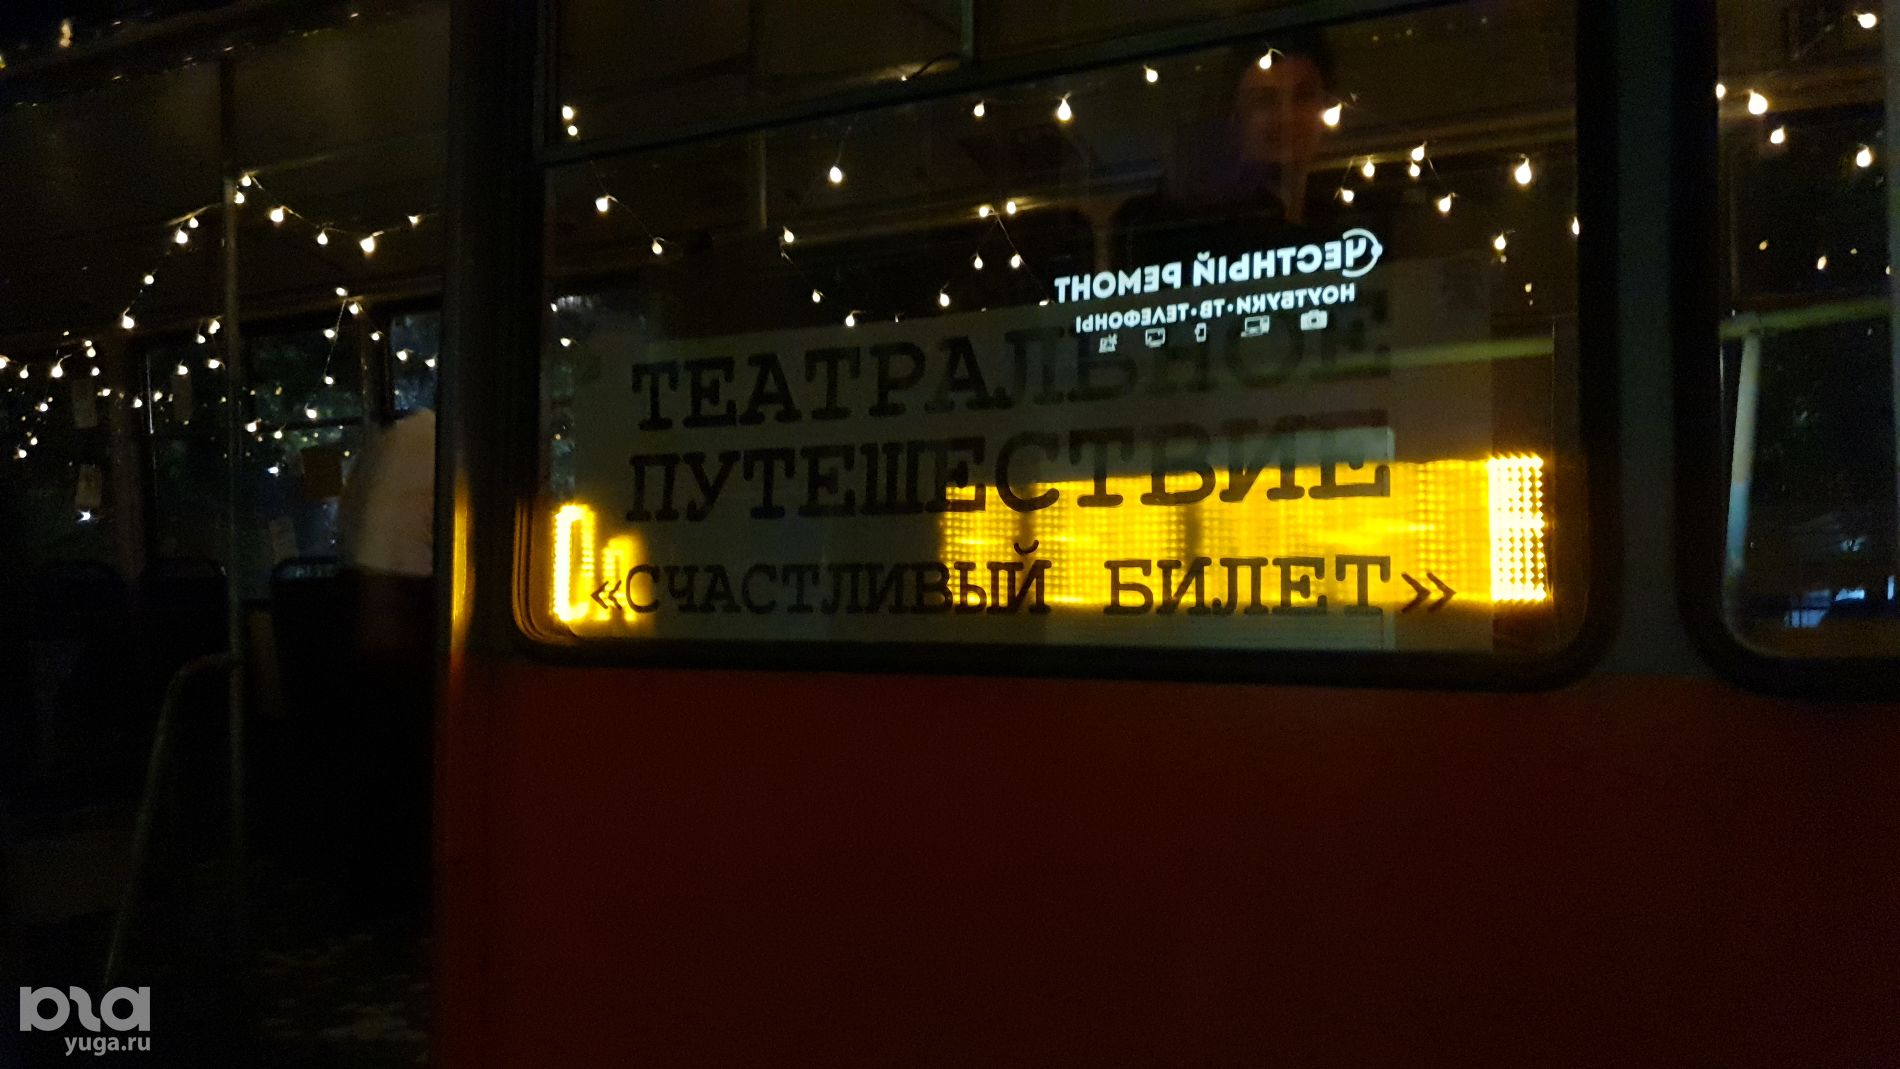 ЧЕСТНЫЙ РЕМОНТ
НОУТБУКИ•ТВ•ТЕЛЕФОНЫ
ТЕАТРАЛЬНОЕ
ПУТЕШЕСТВИЕ
«СЧАСТЛИВЫЙ БИЛЕТ»
yuga.ru